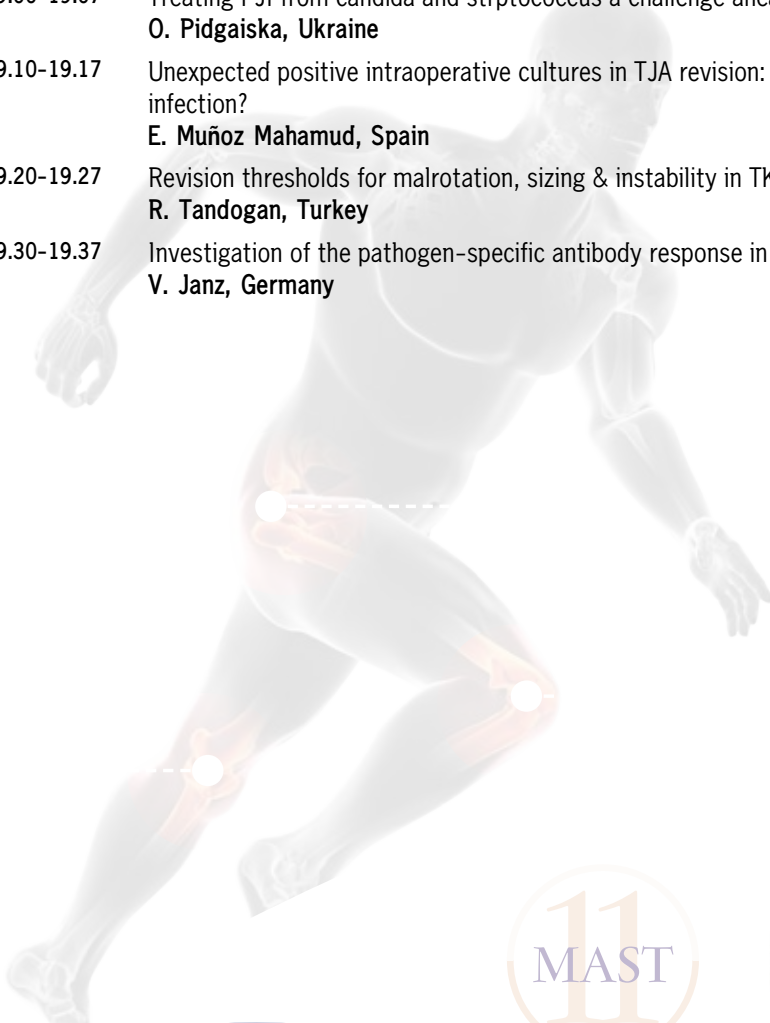 Treating PJI from candida and strptococcus a challenge
O. Pidgaiska, Ukraine
9.10-19.17 Unexpected positive intraoperative cultures in TJA revision:
infection?
E. Muñoz Mahamud, Spain
9.20-19.27 Revision thresholds for malrotation, sizing & instability in
R. Tandogan, Turkey
9.30-19.37 Investigation of the pathogen-specific antibody response in
V. Janz, Germany
11
MAST